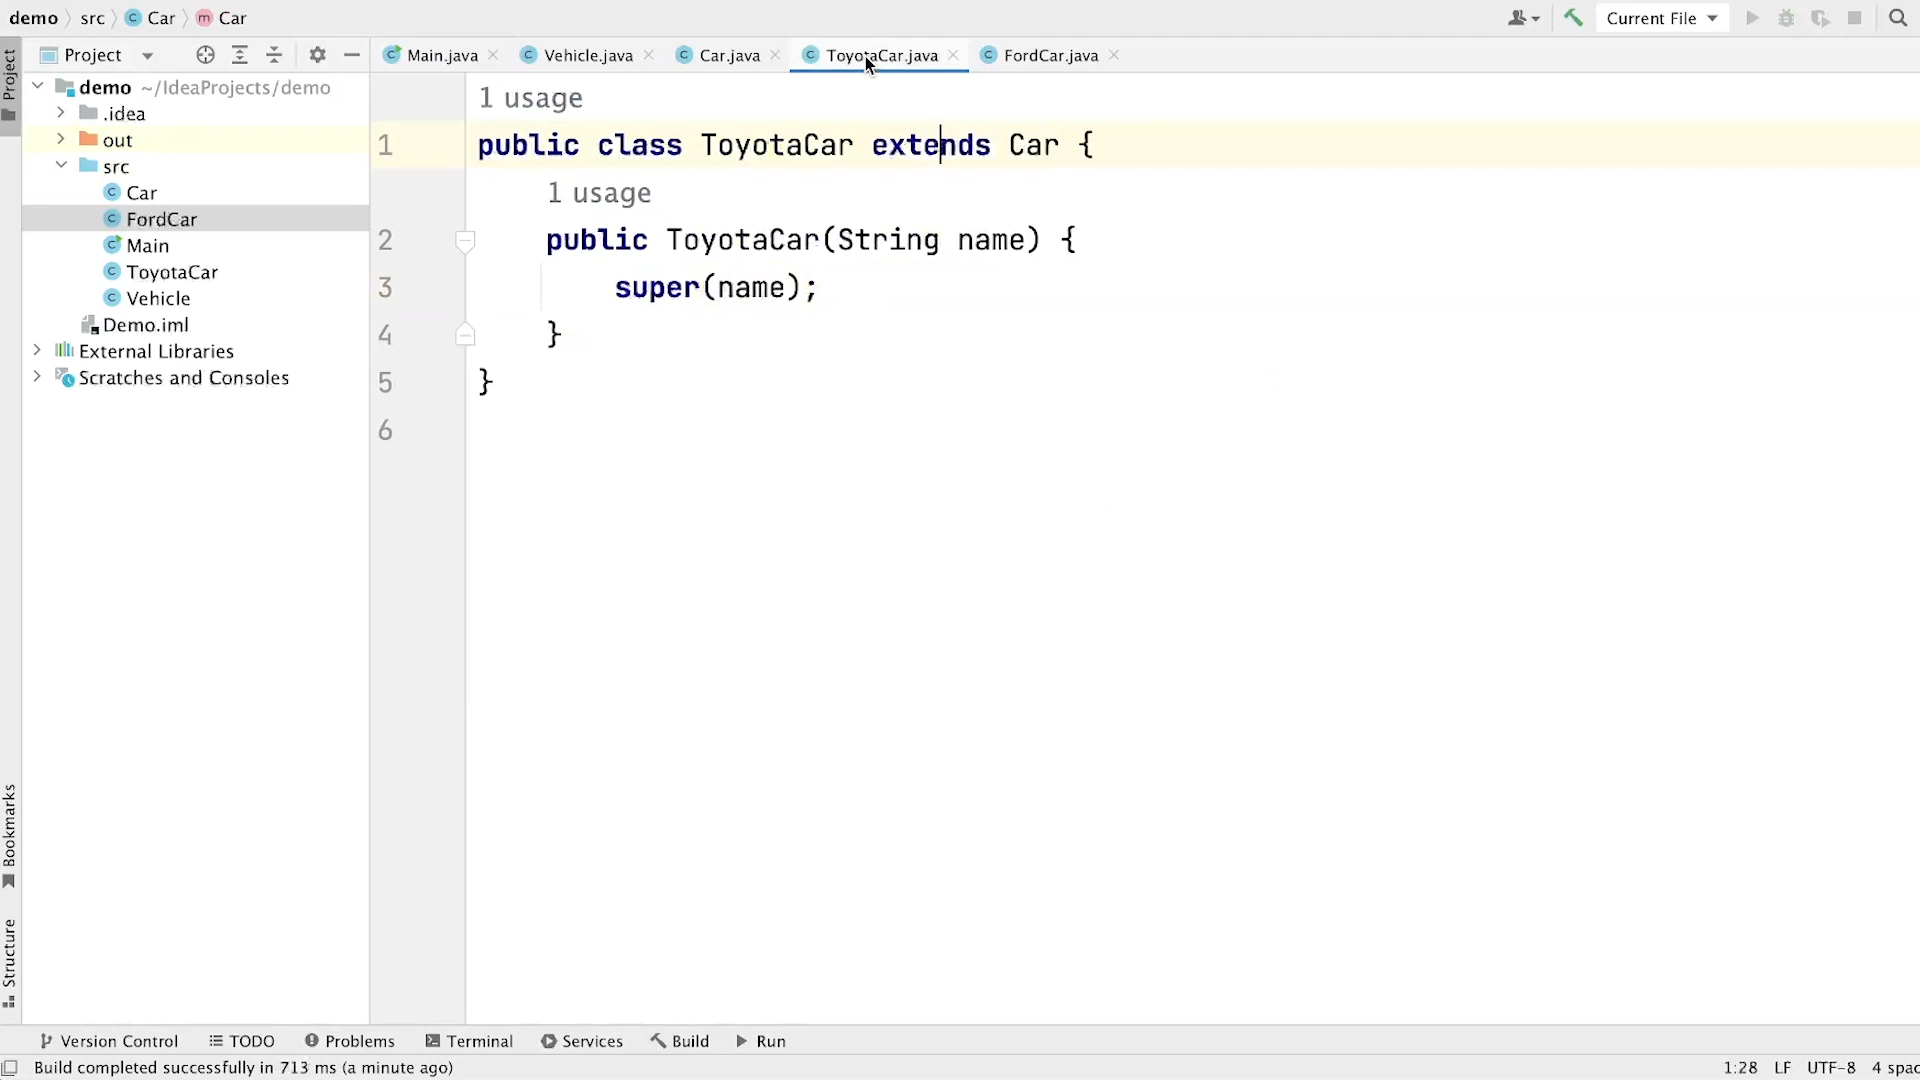 demo src Car Car Current File
Project Main.java Vehicle.java Car.java ToyotaCar.java FordCar.java
Project
demo ~/IdeaProjects/demo
.idea
out
src
Car
FordCar
Main
ToyotaCar
Vehicle
Demo.iml
External Libraries
Scratches and Consoles
Bookmarks
Structure
1 usage
1 public class ToyotaCar extends Car {
1 usage
2 public ToyotaCar(String name) {
3 super(name);
4 }
5 }
6
Version Control TODO Problems Terminal Services Build Run
Build completed successfully in 713 ms (a minute ago) 1:28 LF UTF-8 4 spac